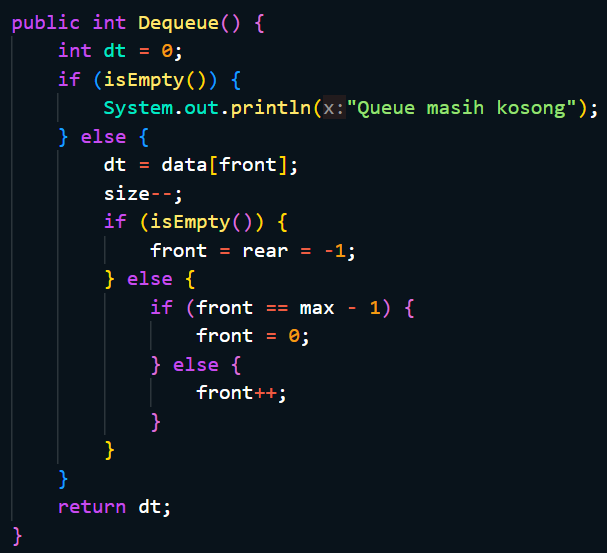 public int Dequeue() {
    int dt = 0;
    if (isEmpty()) {
        System.out.println(x:"Queue masih kosong");
    } else {
        dt = data[front];
        size--;
        if (isEmpty()) {
            front = rear = -1;
        } else {
            if (front == max - 1) {
                front = 0;
            } else {
                front++;
            }
        }
    }
    return dt;
}